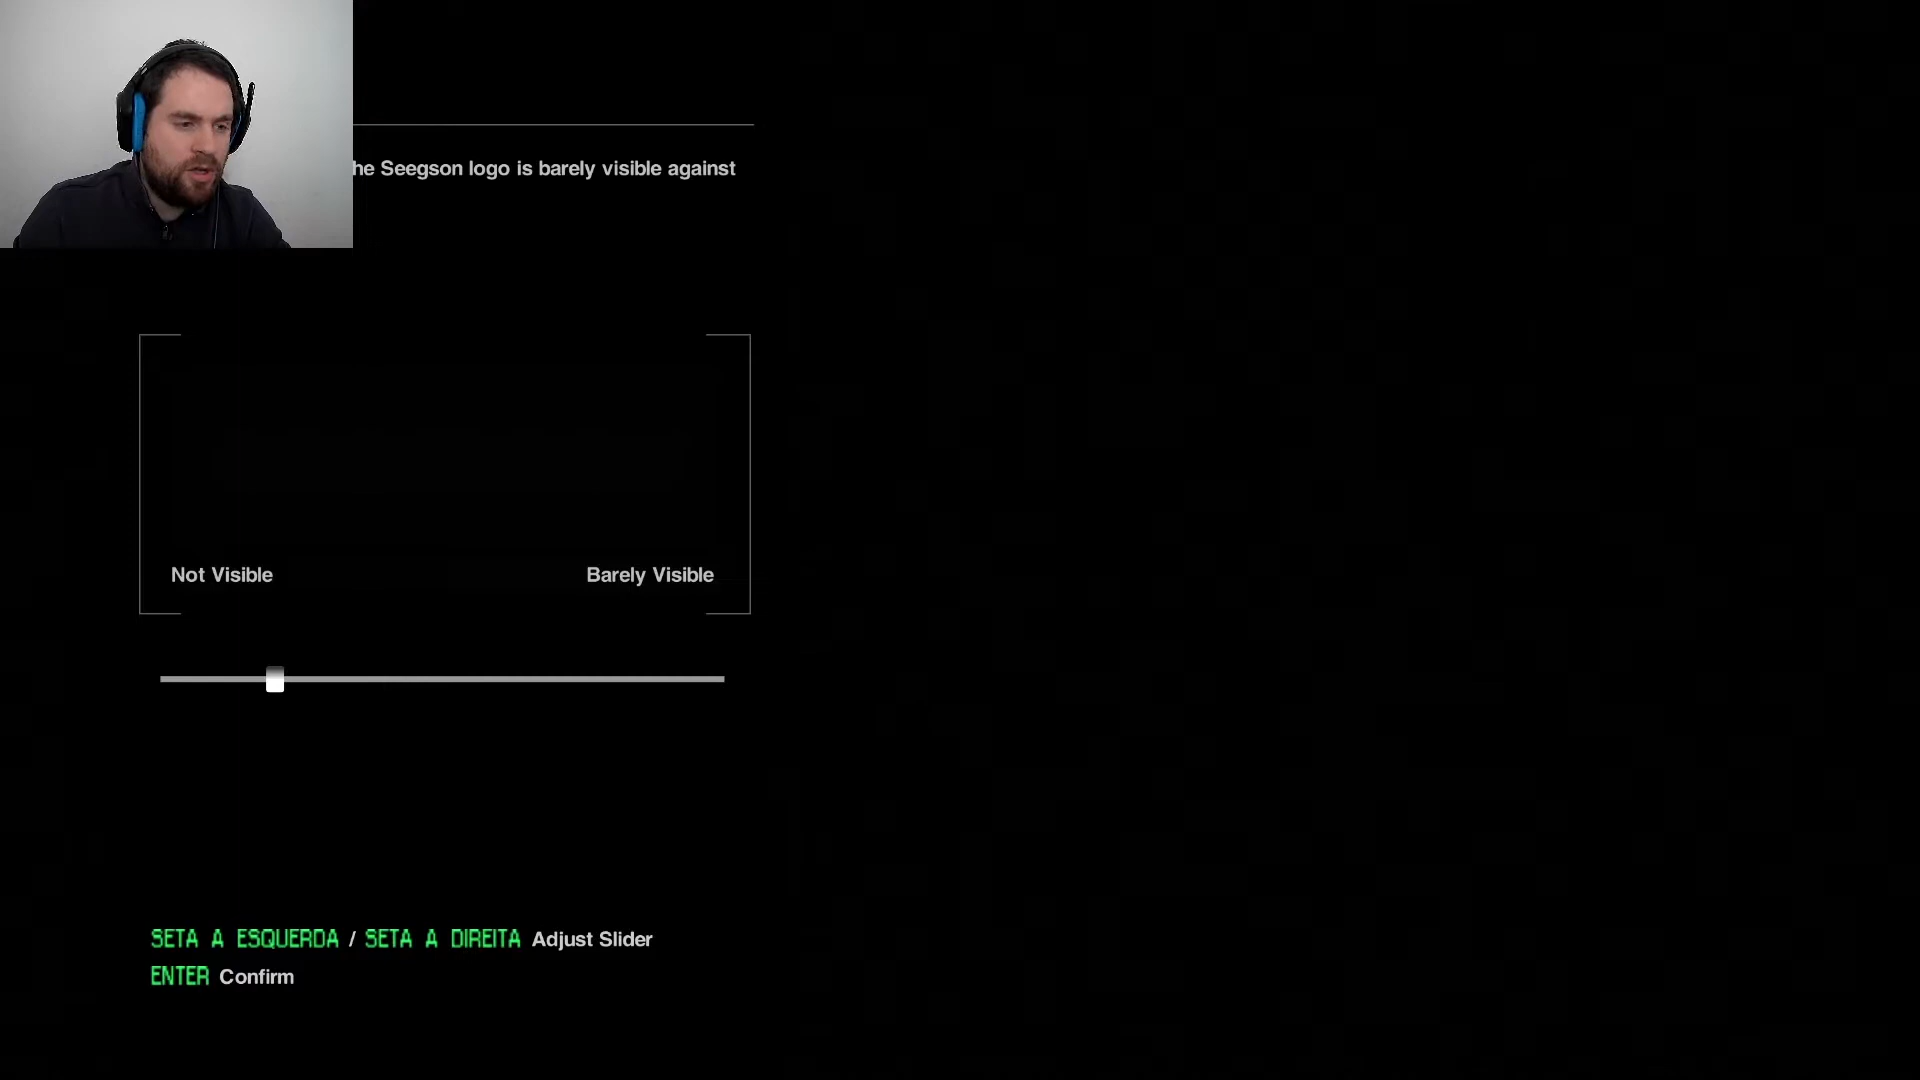 he Seegson logo is barely visible against
Not Visible
Barely Visible
SETA A ESQUERDA / SETA A DIREITA Adjust Slider
ENTER Confirm